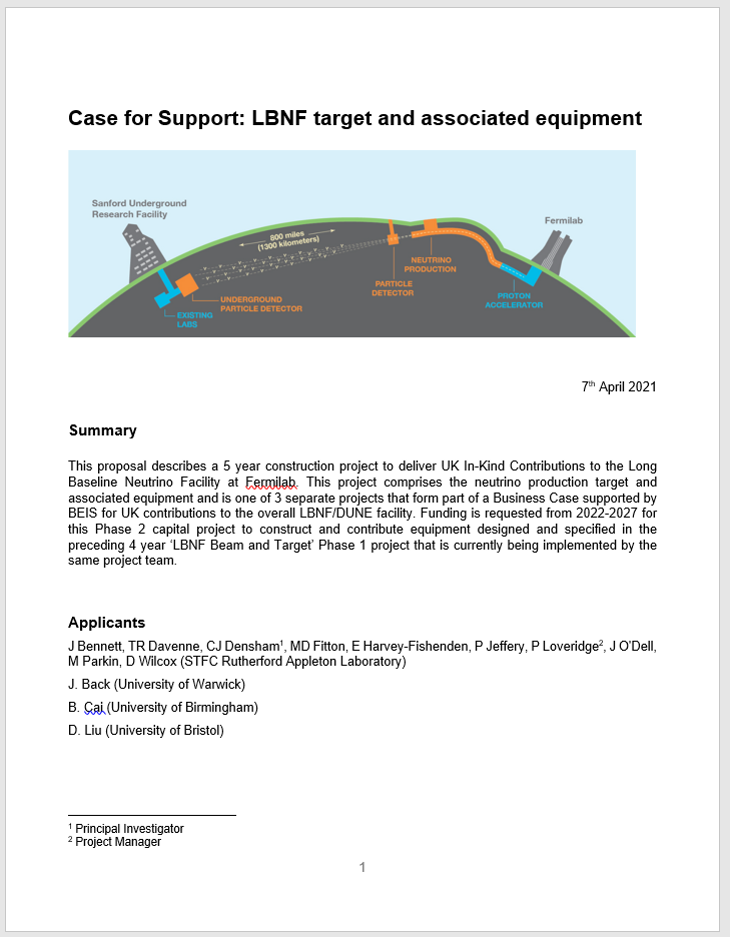 Case for Support: LBNF target and associated equipment
Sanford Underground
Research Facility
800 miles
(1300 kilometers)
Fermilab
NEUTRINO
PRODUCTION
PARTICLE
DETECTOR
PROTON
ACCELERATOR
UNDERGROUND
PARTICLE DETECTOR
EXISTING
LABS
7th April 2021
Summary
This proposal describes a 5 year construction project to deliver UK In-Kind Contributions to the Long
Baseline Neutrino Facility at Fermilab. This project comprises the neutrino production target and
associated equipment and is one of 3 separate projects that form part of a Business Case supported by
BEIS for UK contributions to the overall LBNF/DUNE facility. Funding is requested from 2022-2027 for
this Phase 2 capital project to construct and contribute equipment designed and specified in the
preceding 4 year ‘LBNF Beam and Target’ Phase 1 project that is currently being implemented by the
same project team.
Applicants
J Bennett, TR Davenne, CJ Densham1, MD Fitton, E Harvey-Fishenden, P Jeffery, P Loveridge2, J O’Dell,
M Parkin, D Wilcox (STFC Rutherford Appleton Laboratory)
J. Back (University of Warwick)
B. Cai (University of Birmingham)
D. Liu (University of Bristol)
1 Principal Investigator
2 Project Manager
1